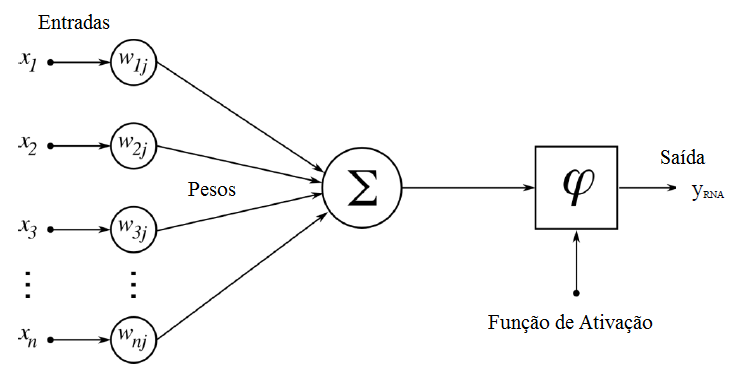 Entradas
x1 w1j
x2 w2j
Pesos
x3 w3j
xn wnj
Σ
φ
Saída
yRNA
Função de Ativação